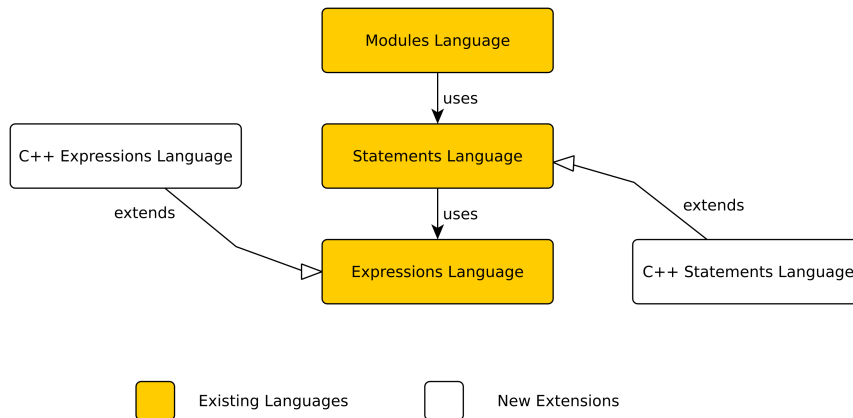 Modules Language
uses
C++ Expressions Language
Statements Language
extends
uses
extends
Expressions Language
C++ Statements Language
Existing Languages
New Extensions